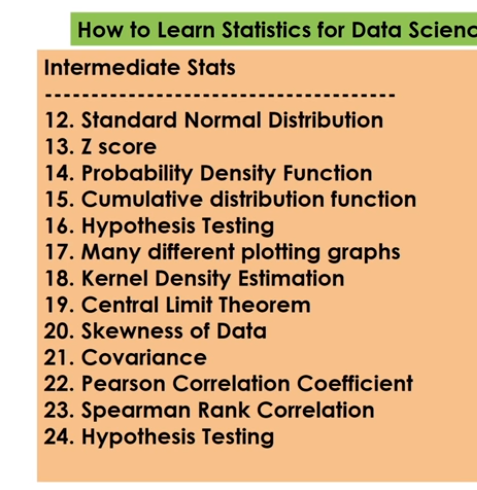 How to Learn Statistics for Data Scienc
Intermediate Stats
--------------------------------------
12. Standard Normal Distribution
13. Z score
14. Probability Density Function
15. Cumulative distribution function
16. Hypothesis Testing
17. Many different plotting graphs
18. Kernel Density Estimation
19. Central Limit Theorem
20. Skewness of Data
21. Covariance
22. Pearson Correlation Coefficient
23. Spearman Rank Correlation
24. Hypothesis Testing